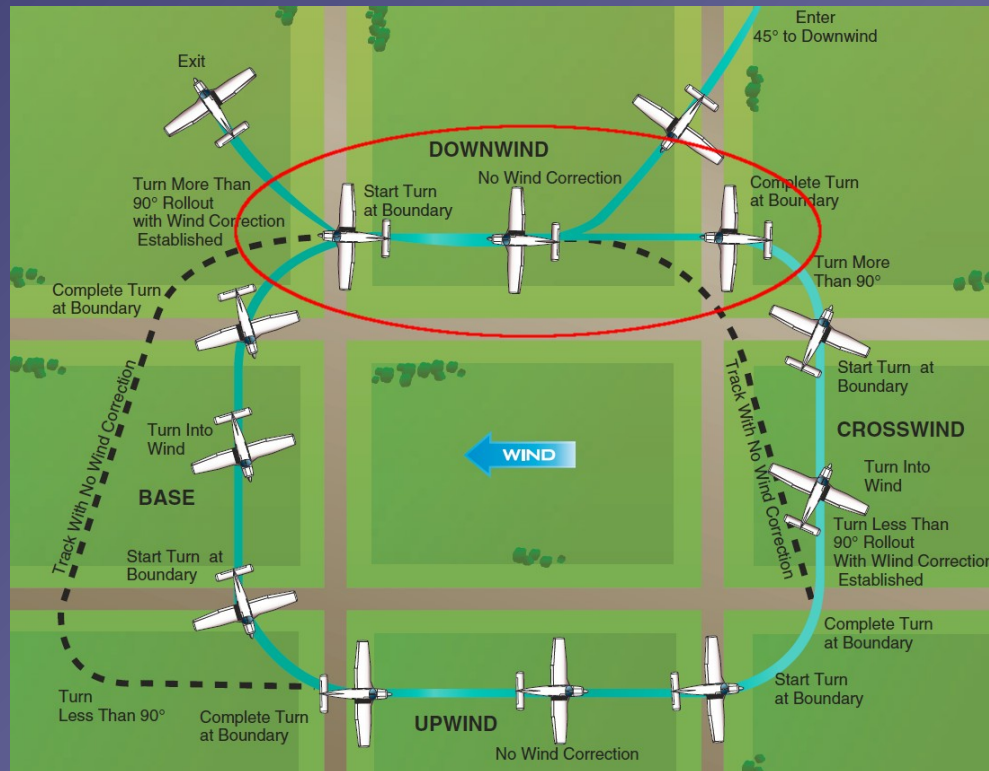 Enter
45° to Downwind
Exit
DOWNWIND
No Wind Correction
Turn More Than
90° Rollout
with Wind Correction
Established
Start Turn
at Boundary
Complete Turn
at Boundary
Turn More
Than 90°
Complete Turn
at Boundary
Track With No Wind Correction
Start Turn at
Boundary
Turn Into
Wind
BASE
WIND
Track With No Wind Correction
CROSSWIND
Turn Into
Wind
Turn Less Than
90° Rollout
With WIind Correction
Established
Start Turn at
Boundary
Complete Turn
at Boundary
Start Turn
at Boundary
Turn
Less Than 90°
Complete Turn
at Boundary
UPWIND
No Wind Correction